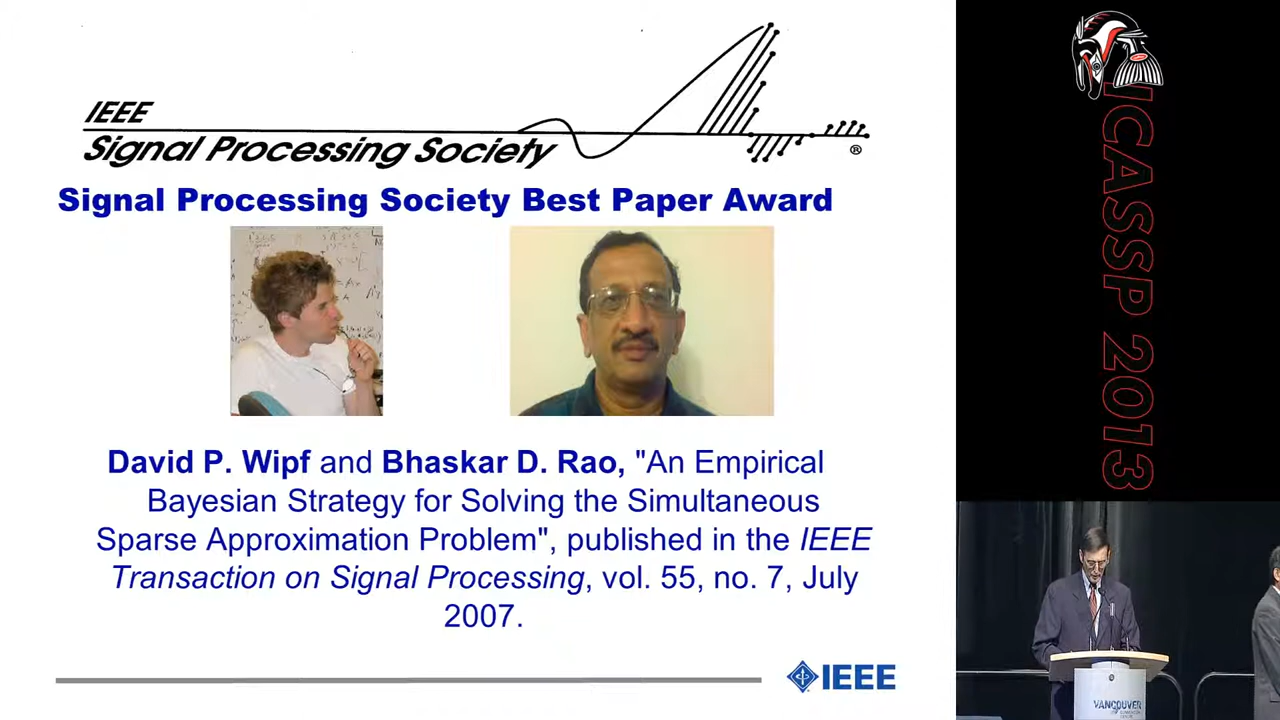 IEEE
Signal Processing Society
®
Signal Processing Society Best Paper Award
David P. Wipf and Bhaskar D. Rao, "An Empirical
Bayesian Strategy for Solving the Simultaneous
Sparse Approximation Problem", published in the IEEE
Transaction on Signal Processing, vol. 55, no. 7, July
2007.
IEEE
ICASSP 2013
VANCOUVER